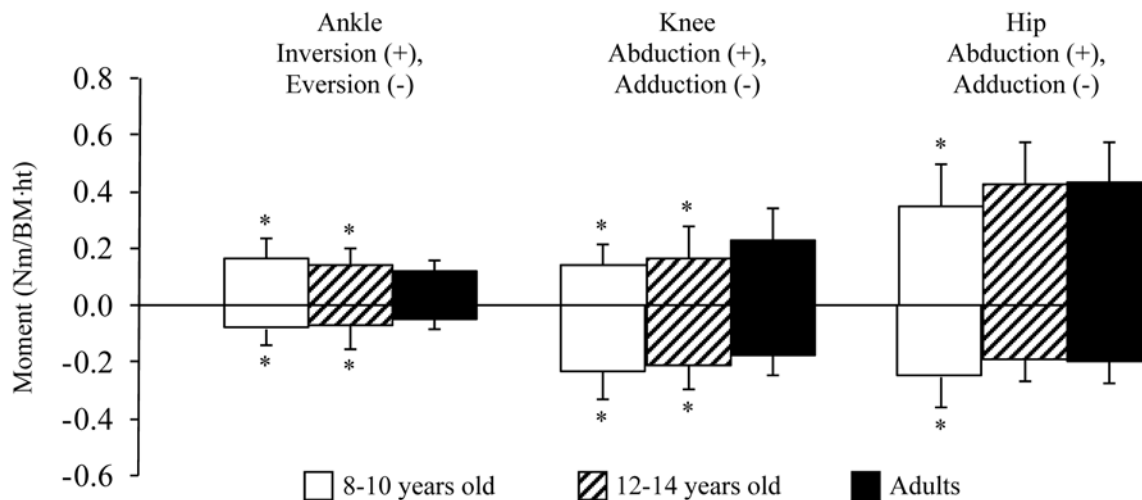 Ankle
Inversion (+),
Eversion (-)
Knee
Abduction (+),
Adduction (-)
Hip
Abduction (+),
Adduction (-)
Moment (Nm/BM·ht)
0.8
0.6
0.4
0.2
0.0
-0.2
-0.4
-0.6
* * * * *
* * * * *
8-10 years old 12-14 years old Adults